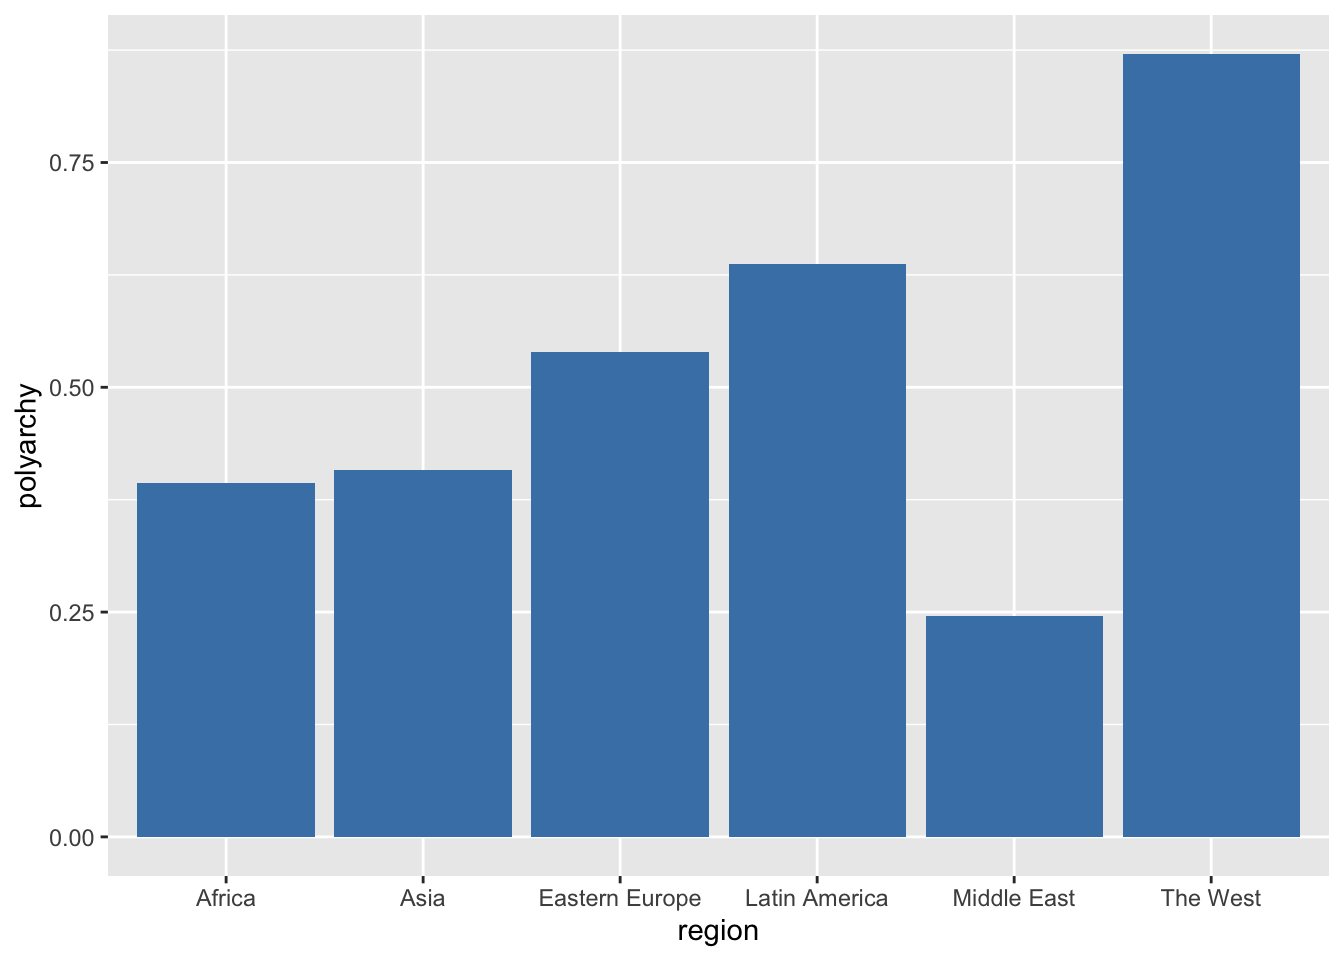 polyarchy
0.75
0.50
0.25
0.00
Africa Asia Eastern Europe Latin America Middle East The West
region